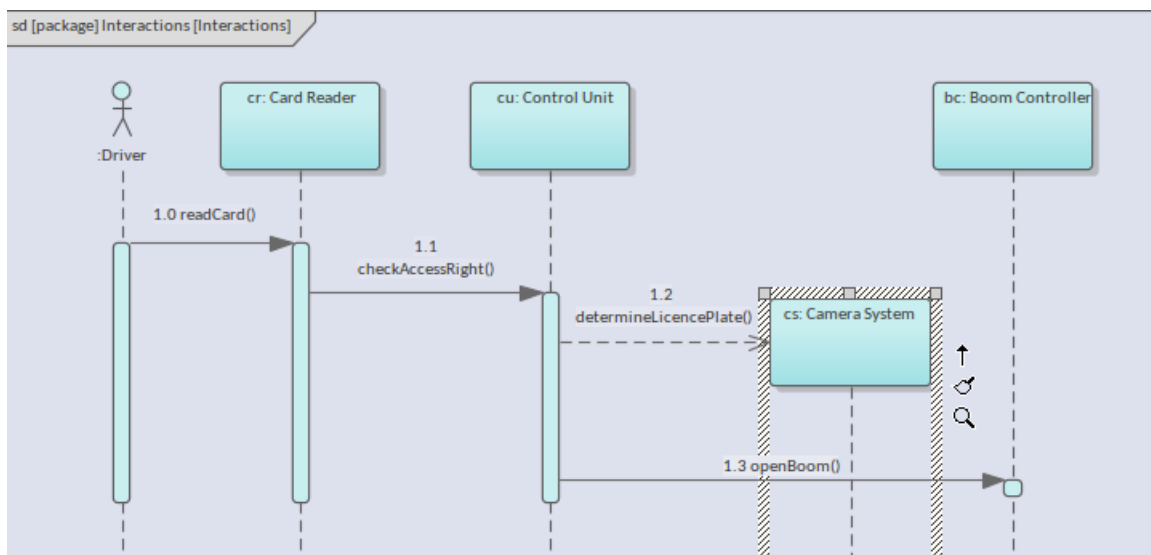 sd [package] Interactions [Interactions]
cr: Card Reader
cu: Control Unit
bc: Boom Controller
:Driver
1.0 readCard()
1.1
checkAccessRight()
1.2
determineLicencePlate()
cs: Camera System
1.3 openBoom()